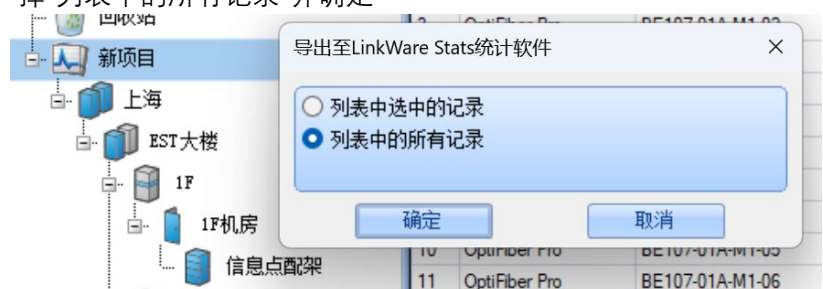 择“列表中的所有记录”并确定
回收站
新项目
上海
EST大楼
1F
1F机房
信息点配架
导出至LinkWare Stats统计软件
列表中选中的记录
列表中的所有记录
确定
取消
OptiFiber Pro
10 OptiFiber Pro BE107-01A-M1-05
11 OptiFiber Pro BE107-01A-M1-06